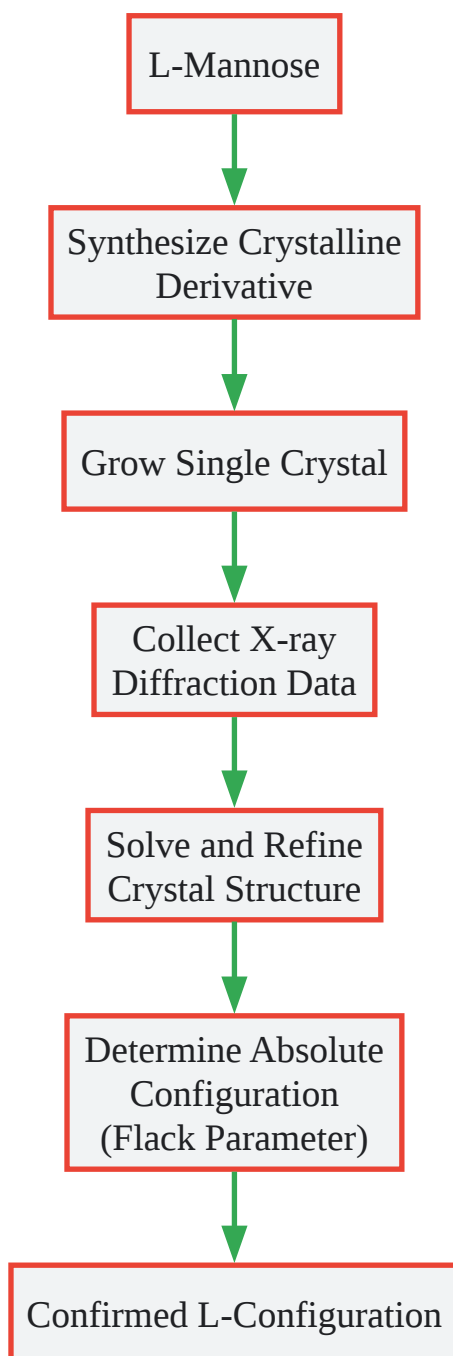 L-Mannose
Synthesize Crystalline
Derivative
Grow Single Crystal
Collect X-ray
Diffraction Data
Solve and Refine
Crystal Structure
Determine Absolute
Configuration
(Flack Parameter)
Confirmed L-Configuration